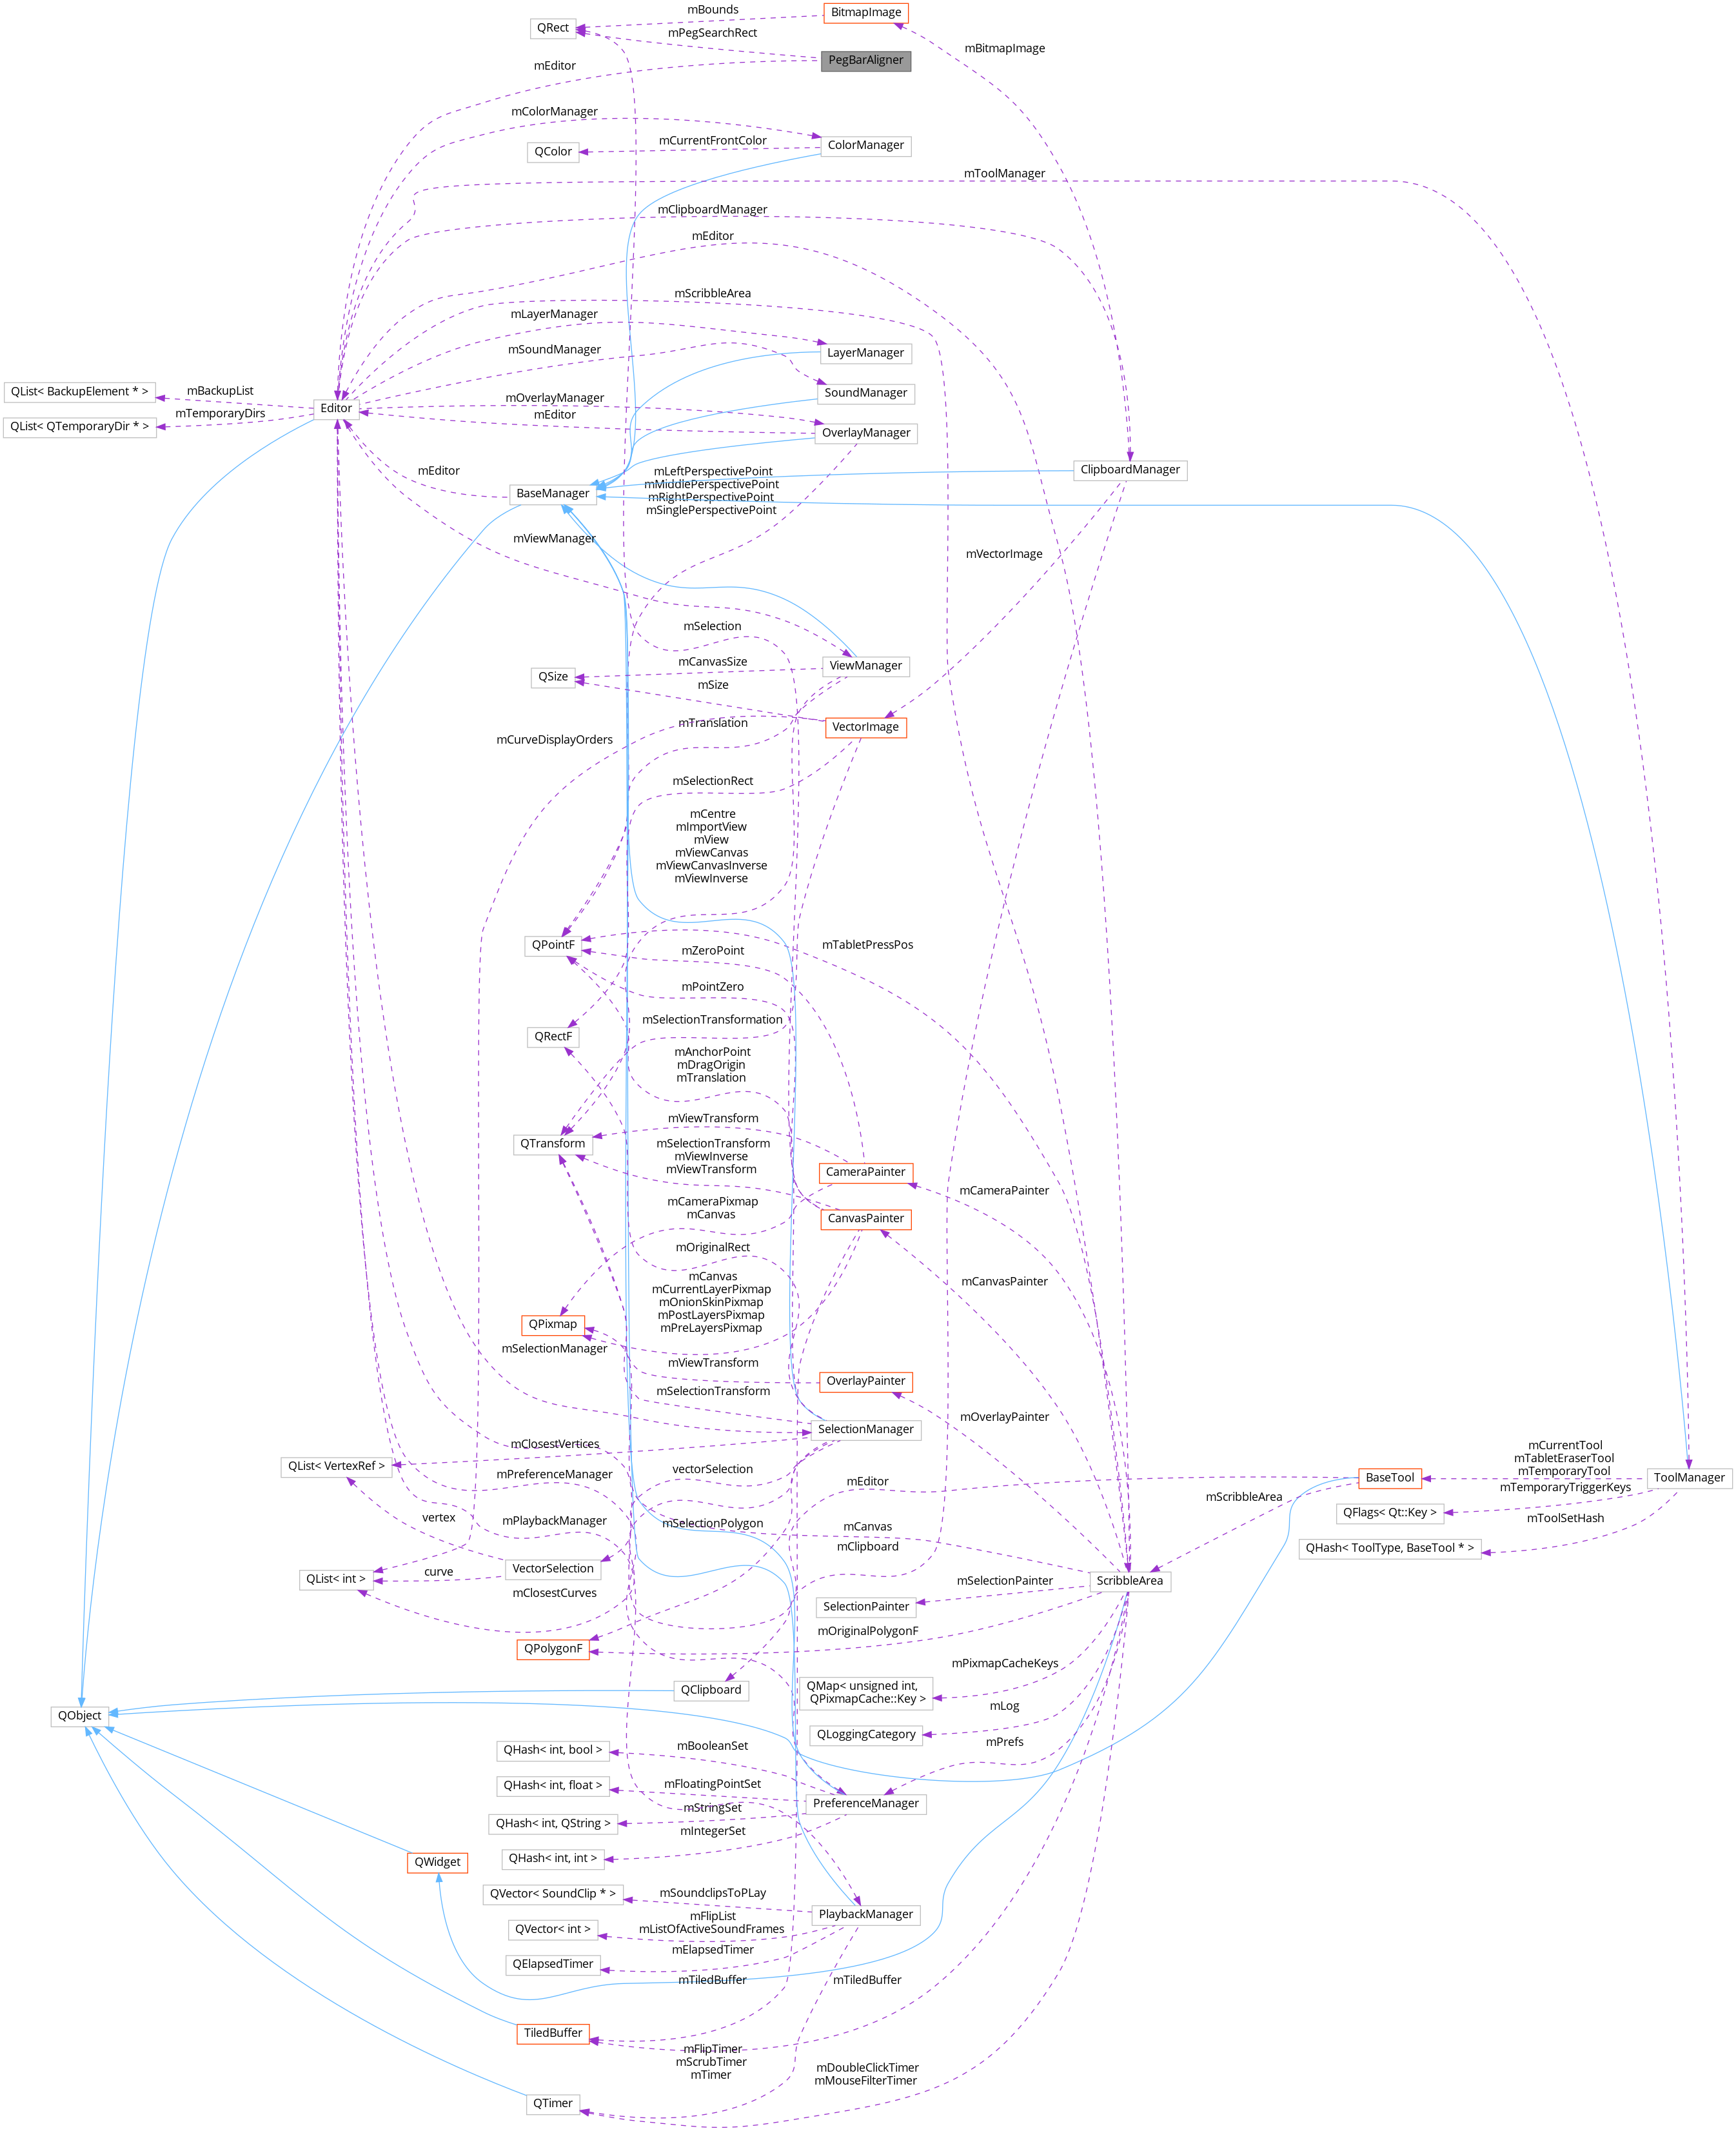 BitmapImage
mBounds
QRect
mPegSearchRect
mBitmapImage
PegBarAligner
mEditor
mColorManager
mCurrentFrontColor
ColorManager
QColor
mToolManager
mClipboardManager
mEditor
mScribbleArea
mLayerManager
mSoundManager
LayerManager
QList< BackupElement * >
mBackupList
SoundManager
Editor
mOverlayManager
mTemporaryDirs
mEditor
QList< QTemporaryDir * >
OverlayManager
mEditor
mLeftPerspectivePoint
mMiddlePerspectivePoint
mRightPerspectivePoint
mSinglePerspectivePoint
ClipboardManager
BaseManager
mViewManager
mVectorImage
mSelection
mCanvasSize
ViewManager
QSize
mSize
mTranslation
VectorImage
mCurveDisplayOrders
mSelectionRect
mCentre
mImportView
mView
mViewCanvas
mViewCanvasInverse
mViewInverse
QPointF
mZeroPoint
mTabletPressPos
mPointZero
mSelectionTransformation
QRectF
mAnchorPoint
mDragOrigin
mTranslation
mViewTransform
QTransform
mSelectionTransform
mViewInverse
mViewTransform
CameraPainter
mCameraPainter
mCameraPixmap
mCanvas
CanvasPainter
mOriginalRect
mCanvas
mCurrentLayerPixmap
mOnionSkinPixmap
mPostLayersPixmap
mPreLayersPixmap
mCanvasPainter
QPixmap
mSelectionManager
mViewTransform
OverlayPainter
mSelectionTransform
mOverlayPainter
SelectionManager
mClosestVertices
QList< VertexRef >
mPreferenceManager
vectorSelection
mEditor
BaseTool
mCurrentTool
mTabletEraserTool
mTemporaryTool
mTemporaryTriggerKeys
ToolManager
mScribbleArea
QFlags< Qt::Key >
vertex
mPlaybackManager
mSelectionPolygon
mCanvas
mToolSetHash
mClipboard
QHash< ToolType, BaseTool * >
VectorSelection
curve
QList< int >
mClosestCurves
ScribbleArea
mSelectionPainter
SelectionPainter
mOriginalPolygonF
QPolygonF
mPixmapCacheKeys
QClipboard
QMap< unsigned int,
QPixmapCache::Key >
mLog
QObject
QLoggingCategory
mBooleanSet
mPrefs
QHash< int, bool >
mFloatingPointSet
QHash< int, float >
mStringSet
PreferenceManager
QHash< int, QString >
mIntegerSet
QHash< int, int >
QWidget
mSoundclipsToPLay
QVector< SoundClip * >
mFlipList
mListOfActiveSoundFrames
PlaybackManager
QVector< int >
mElapsedTimer
QElapsedTimer
mTiledBuffer
mTiledBuffer
TiledBuffer
mFlipTimer
mScrubTimer
mTimer
mDoubleClickTimer
mMouseFilterTimer
QTimer